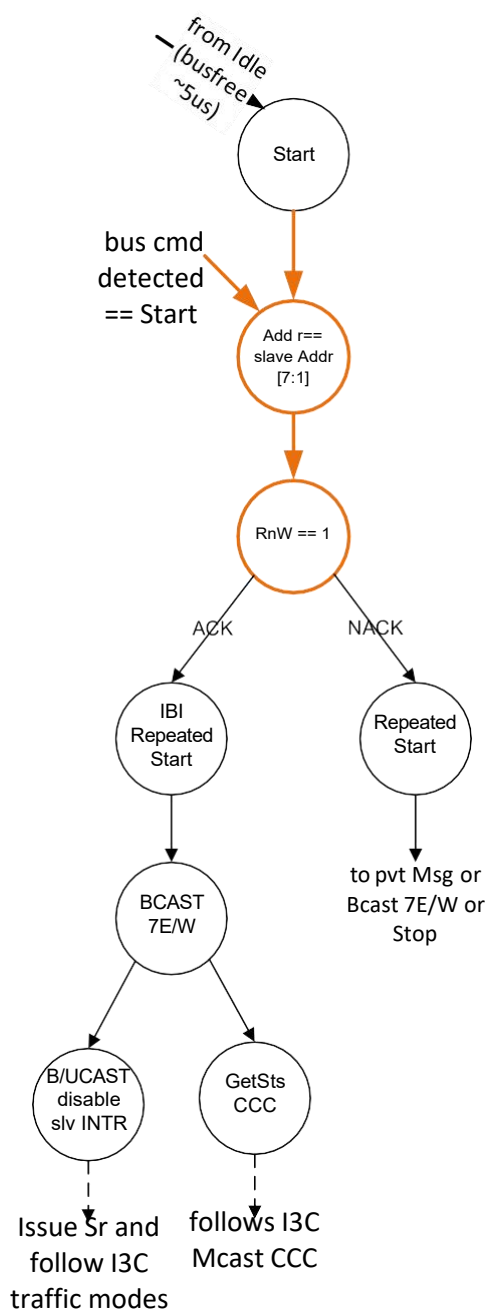 from Idle
(busfree
~5us)
Start
bus cmd
detected
== Start
Add r==
slave Addr
[7:1]
RnW == 1
ACK
NACK
IBI
Repeated
Start
Repeated
Start
to pvt Msg or
Bcast 7E/W or
Stop
BCAST
7E/W
B/UCAST
disable
slv INTR
GetSts
CCC
Issue Sr and
follow I3C
traffic modes
follows I3C
Mcast CCC